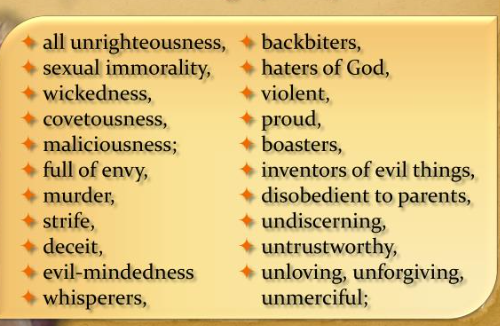 all unrighteousness,
sexual immorality,
wickedness,
covetousness,
maliciousness;
full of envy,
murder,
strife,
deceit,
evil-mindedness
whisperers,
backbiters,
haters of God,
violent,
proud,
boasters,
inventors of evil things,
disobedient to parents,
undiscerning,
untrustworthy,
unloving, unforgiving,
unmerciful;